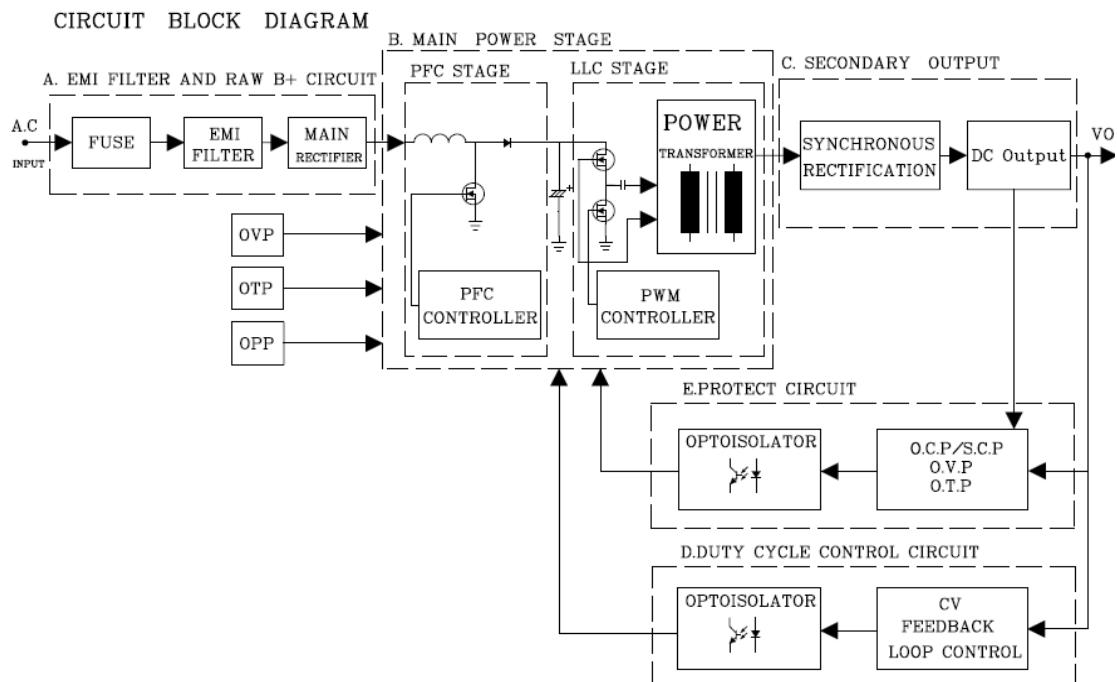 CIRCUIT BLOCK DIAGRAM
B. MAIN POWER STAGE
A. EMI FILTER AND RAW B+ CIRCUIT
PFC STAGE
LLC STAGE
C. SECONDARY OUTPUT
A.C
INPUT
FUSE
EMI
FILTER
MAIN
RECTIFIER
POWER
TRANSFORMER
SYNCHRONOUS
RECTIFICATION
DC Output
VO
+
OVP
OTP
OPP
PFC
CONTROLLER
PWM
CONTROLLER
E.PROTECT CIRCUIT
OPTOISOLATOR
O.C.P/S.C.P
O.V.P
O.T.P
D.DUTY CYCLE CONTROL CIRCUIT
OPTOISOLATOR
CV
FEEDBACK
LOOP CONTROL